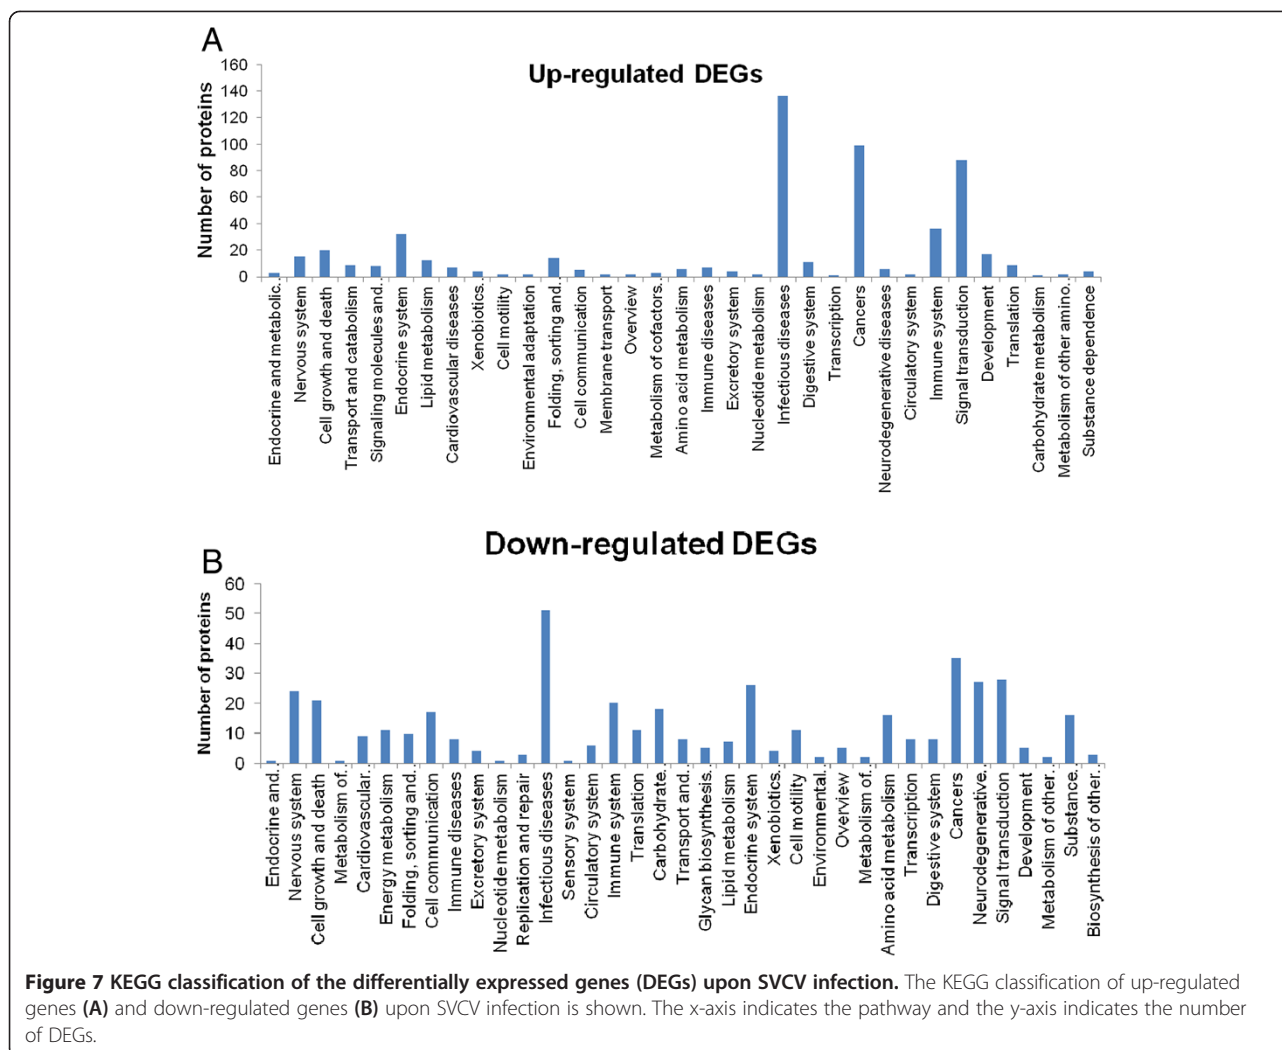 A
Up-regulated DEGs
Number of proteins
160
140
120
100
80
60
40
20
0
Endocrine and metabolic..
Nervous system
Cell growth and death
Transport and catabolism
Signaling molecules and..
Endocrine system
Lipid metabolism
Cardiovascular diseases
Xenobiotics..
Cell motility
Environmental adaptation
Folding, sorting and..
Cell communication
Membrane transport
Overview
Metabolism of cofactors..
Amino acid metabolism
Immune diseases
Excretory system
Nucleotide metabolism
Infectious diseases
Digestive system
Transcription
Cancers
Neurodegenerative diseases
Circulatory system
Immune system
Signal transduction
Development
Translation
Carbohydrate metabolism
Metabolism of other amino..
Substance dependence
B
Down-regulated DEGs
Number of proteins
60
50
40
30
20
10
0
Endocrine and..
Nervous system
Cell growth and death
Metabolism of..
Cardiovascular..
Energy metabolism
Folding, sorting and..
Cell communication
Immune diseases
Excretory system
Nucleotide metabolism
Replication and repair
Infectious diseases
Sensory system
Circulatory system
Immune system
Translation
Carbohydrate..
Transport and..
Glycan biosynthesis..
Lipid metabolism
Endocrine system
Xenobiotics..
Cell motility
Environmental..
Overview
Metabolism of..
Amino acid metabolism
Transcription
Digestive system
Cancers
Neurodegenerative..
Signal transduction
Development
Metabolism of other..
Substance..
Biosynthesis of other..
Figure 7 KEGG classification of the differentially expressed genes (DEGs) upon SVCV infection. The KEGG classification of up-regulated
genes (A) and down-regulated genes (B) upon SVCV infection is shown. The x-axis indicates the pathway and the y-axis indicates the number
of DEGs.